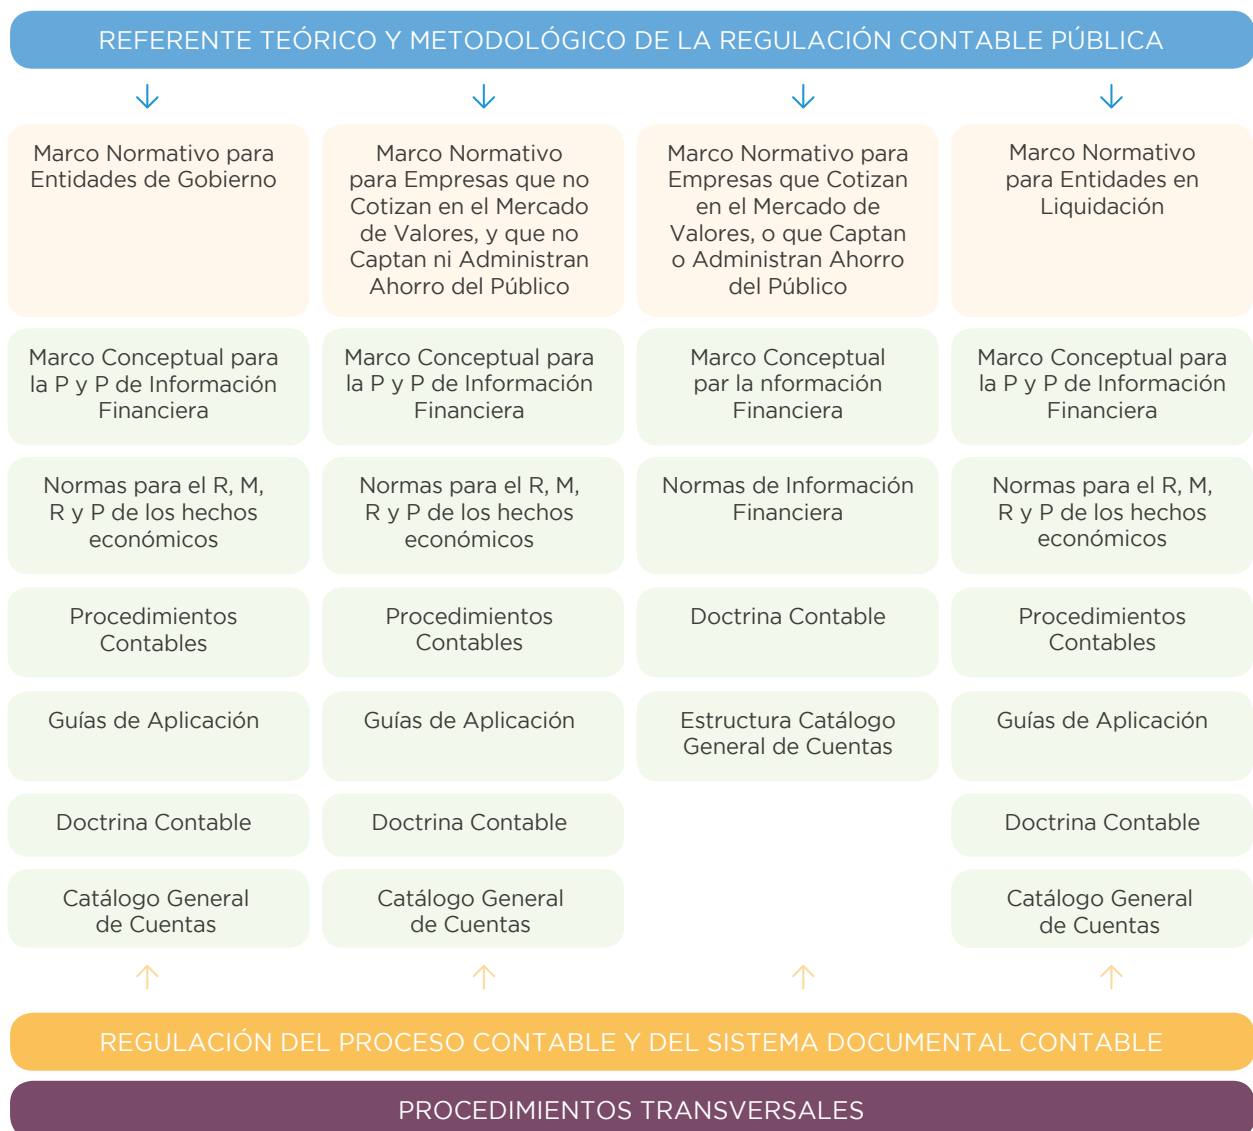 REFERENTE TEÓRICO Y METODOLÓGICO DE LA REGULACIÓN CONTABLE PÚBLICA
Marco Normativo para
Entidades de Gobierno
Marco Normativo
para Empresas que no
Cotizan en el Mercado
de Valores, y que no
Captan ni Administran
Ahorro del Público
Marco Normativo para
Empresas que Cotizan
en el Mercado de
Valores, o que Captan
o Administran Ahorro
del Público
Marco Normativo
para Entidades en
Liquidación
Marco Conceptual para
la P y P de Información
Financiera
Marco Conceptual para
la P y P de Información
Financiera
Marco Conceptual
par la nformación
Financiera
Marco Conceptual para
la P y P de Información
Financiera
Normas para el R, M,
R y P de los hechos
económicos
Normas para el R, M,
R y P de los hechos
económicos
Normas de Información
Financiera
Normas para el R, M,
R y P de los hechos
económicos
Procedimientos
Contables
Procedimientos
Contables
Doctrina Contable
Procedimientos
Contables
Guías de Aplicación
Guías de Aplicación
Estructura Catálogo
General de Cuentas
Guías de Aplicación
Doctrina Contable
Doctrina Contable
Doctrina Contable
Catálogo General
de Cuentas
Catálogo General
de Cuentas
Catálogo General
de Cuentas
REGULACIÓN DEL PROCESO CONTABLE Y DEL SISTEMA DOCUMENTAL CONTABLE
PROCEDIMIENTOS TRANSVERSALES